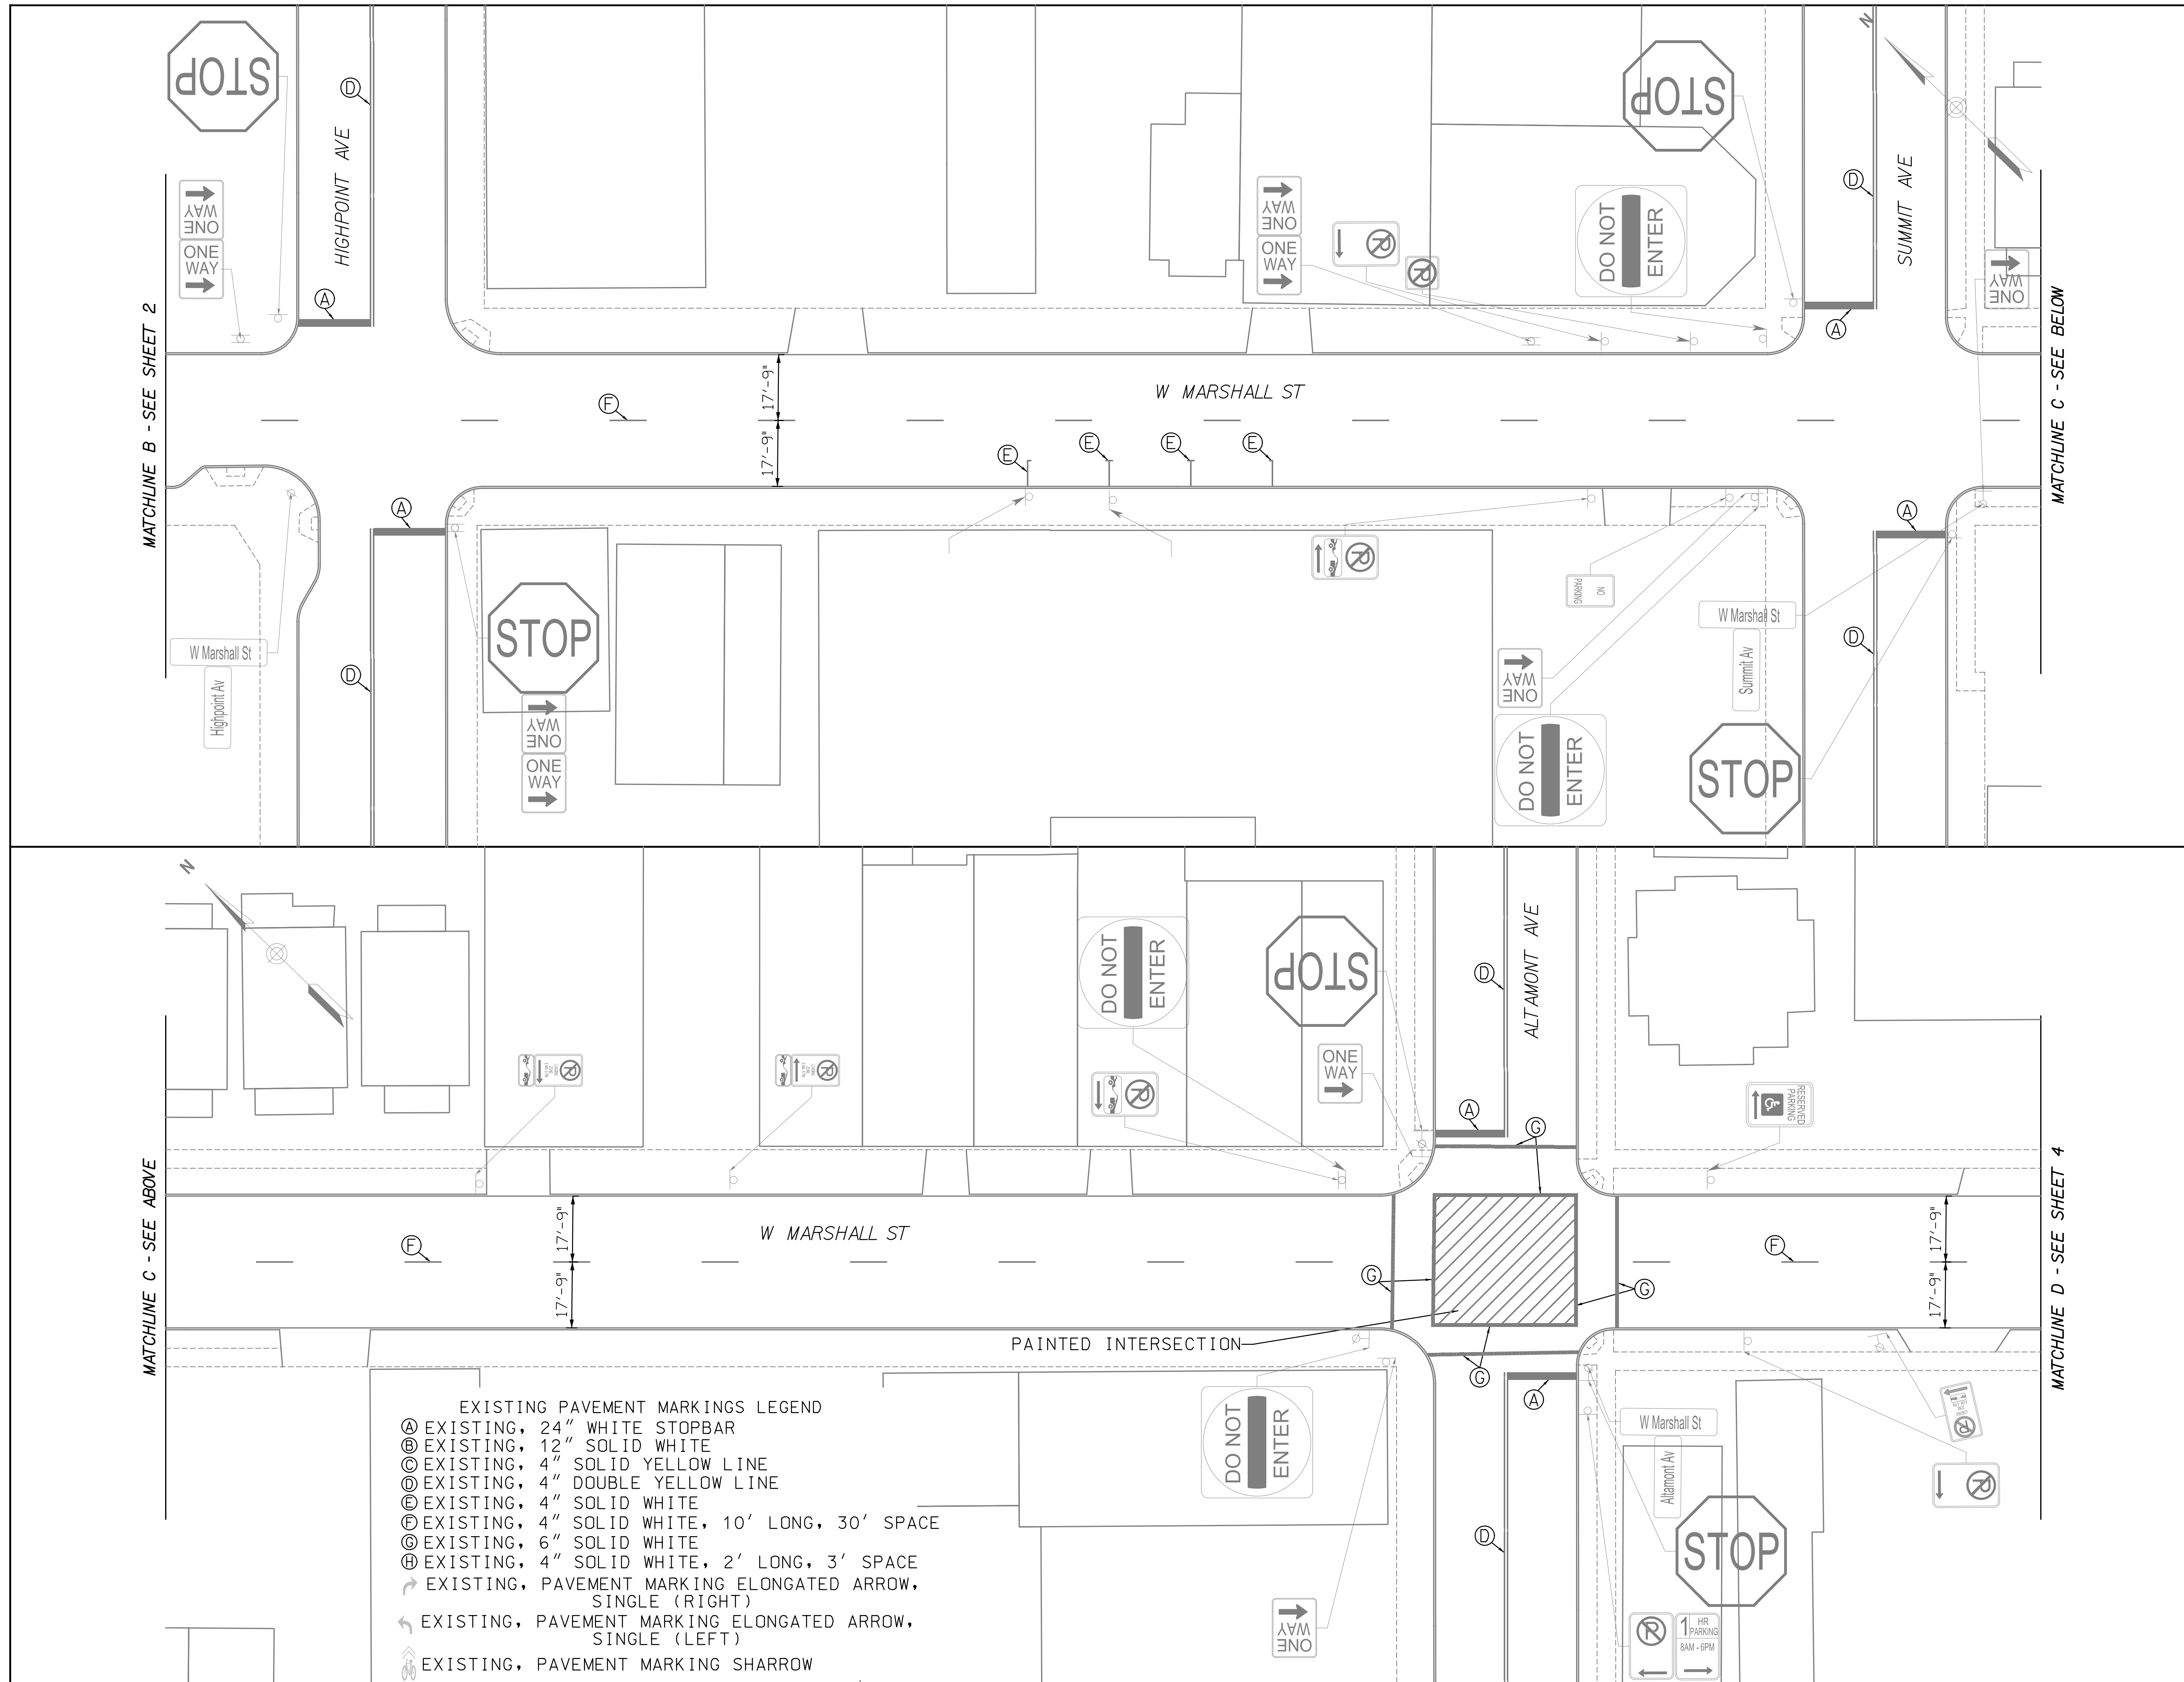 N
STOP
D
HIGHPOINT AVE
ONE
WAY
ONE
WAY
A
MATCHLINE B - SEE SHEET 2
ONE
WAY
ONE
WAY
STOP
DO NOT
ENTER
D
SUMMIT AVE
A
WAY
ONE
MATCHLINE C - SEE BELOW
17'-9"
17'-9"
F
W MARSHALL ST
E
E
E
E
A
A
W Marshall St
Highpoint Av
D
STOP
ONE
WAY
ONE
WAY
NO
PARKING
ONE
WAY
DO NOT
ENTER
W Marshall St
Summit Av
STOP
D
N
DO NOT
ENTER
STOP
ONE
WAY
D
ALTAMONT AVE
A
G
RESERVED
PARKING
MATCHLINE C - SEE ABOVE
17'-9"
17'-9"
F
W MARSHALL ST
G
G
F
17'-9"
17'-9"
MATCHLINE D - SEE SHEET 4
PAINTED INTERSECTION
G
A
DO NOT
ENTER
ONE
WAY
D
W Marshall St
Altamont Av
STOP
1 HR
PARKING
8AM - 6PM
EXISTING PAVEMENT MARKINGS LEGEND
A EXISTING, 24" WHITE STOPBAR
B EXISTING, 12" SOLID WHITE
C EXISTING, 4" SOLID YELLOW LINE
D EXISTING, 4" DOUBLE YELLOW LINE
E EXISTING, 4" SOLID WHITE
F EXISTING, 4" SOLID WHITE, 10' LONG, 30' SPACE
G EXISTING, 6" SOLID WHITE
H EXISTING, 4" SOLID WHITE, 2' LONG, 3' SPACE
EXISTING, PAVEMENT MARKING ELONGATED ARROW,
SINGLE (RIGHT)
EXISTING, PAVEMENT MARKING ELONGATED ARROW,
SINGLE (LEFT)
EXISTING, PAVEMENT MARKING SHARROW